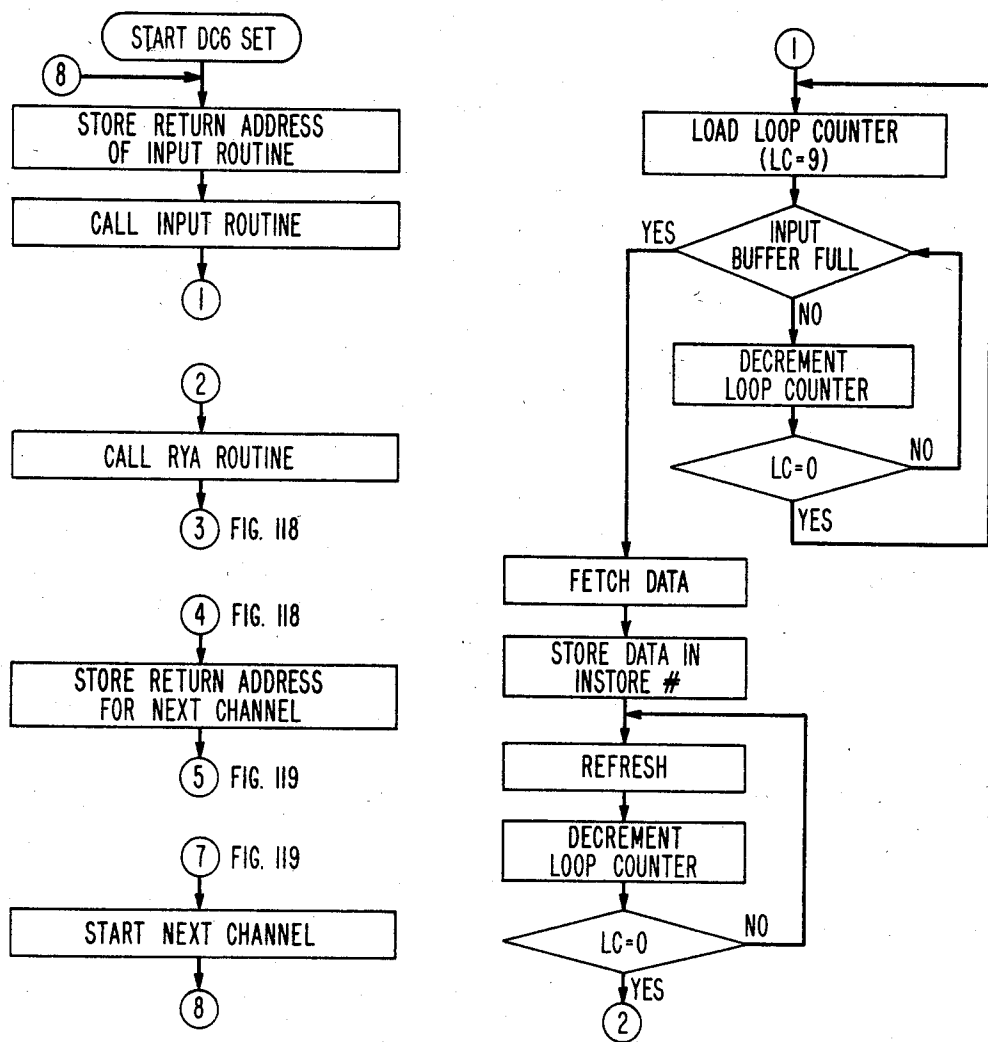 START DC6 SET
8
STORE RETURN ADDRESS
OF INPUT ROUTINE
CALL INPUT ROUTINE
1
2
CALL RYA ROUTINE
3 FIG. 118
4 FIG. 118
STORE RETURN ADDRESS
FOR NEXT CHANNEL
5 FIG. 119
7 FIG. 119
START NEXT CHANNEL
8
1
LOAD LOOP COUNTER
(LC=9)
YES
INPUT
BUFFER FULL
NO
DECREMENT
LOOP COUNTER
LC=0
NO
YES
FETCH DATA
STORE DATA IN
INSTORE #
REFRESH
DECREMENT
LOOP COUNTER
LC=0
NO
YES
2